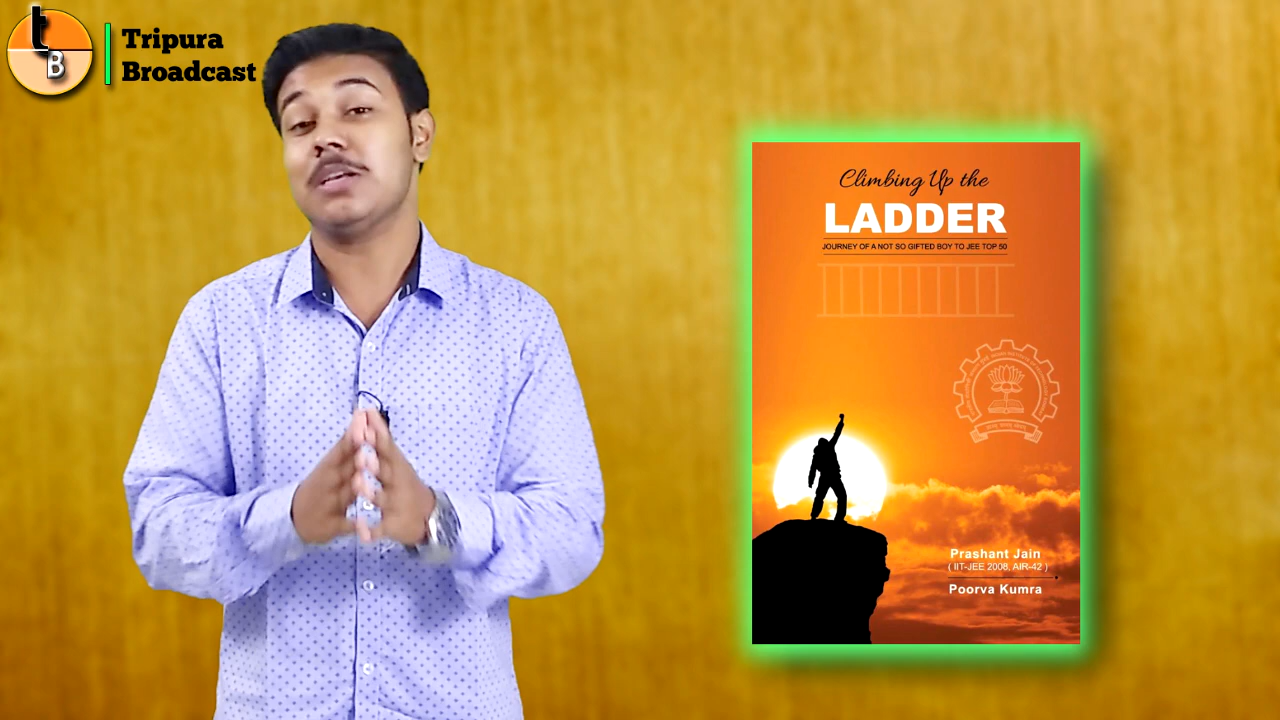 t
B
Tripura
Broadcast
Climbing Up the
LADDER
JOURNEY OF A NOT SO GIFTED BOY TO JEE TOP 50
Prashant Jain
( IIT-JEE 2008, AIR-42 )
Poorva Kumra